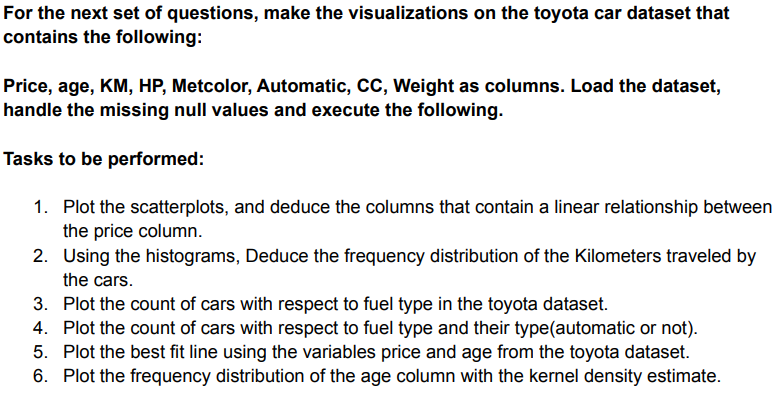 For the next set of questions, make the visualizations on the toyota car dataset that
contains the following:
Price, age, KM, HP, Metcolor, Automatic, CC, Weight as columns. Load the dataset,
handle the missing null values and execute the following.
Tasks to be performed:
1. Plot the scatterplots, and deduce the columns that contain a linear relationship between
the price column.
2. Using the histograms, Deduce the frequency distribution of the Kilometers traveled by
the cars.
3. Plot the count of cars with respect to fuel type in the toyota dataset.
4. Plot the count of cars with respect to fuel type and their type(automatic or not).
5. Plot the best fit line using the variables price and age from the toyota dataset.
6. Plot the frequency distribution of the age column with the kernel density estimate.